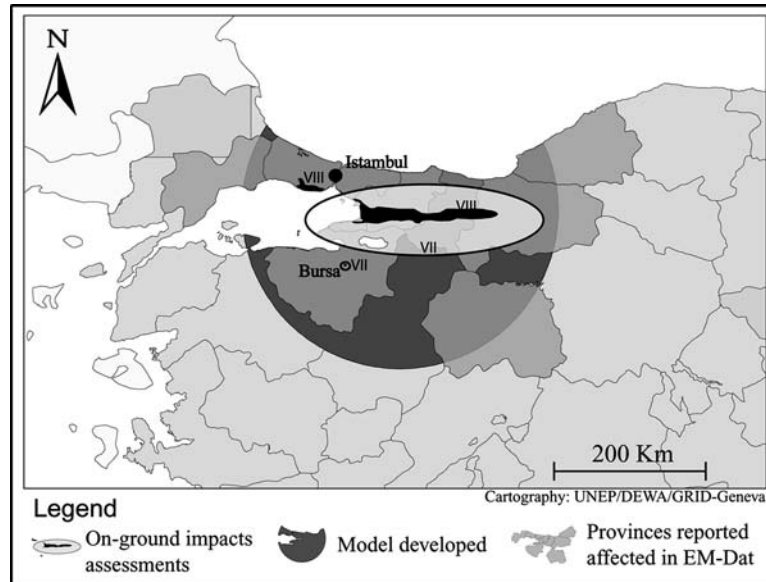 N
Istambul
VIII
VIII
VII
Bursa
VII
200 Km
Cartography: UNEP/DEWA/GRID-Geneva
Legend
On-ground impacts
assessments
Model developed
Provinces reported
affected in EM-Dat